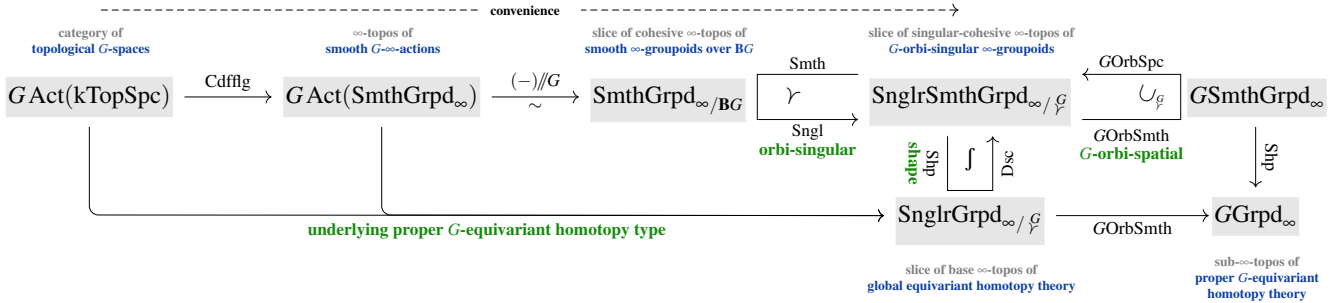 convenience
category of
topological G-spaces
∞-topos of
smooth G-∞-actions
slice of cohesive ∞-topos of
smooth ∞-groupoids over BG
slice of singular-cohesive ∞-topos of
G-orbi-singular ∞-groupoids
G Act(kTopSpc)
Cdfflg
G Act(SmthGrpd∞)
(−)//G
∼
SmthGrpd∞/BG
Smth
ʏ
Sngl
orbi-singular
SnglrSmthGrpd∞/ʏG
GOrbSpc
∪ʏG
GOrbSmth
G-orbi-spatial
GSmthGrpd∞
shape
Shp
ʃ
Dsc
Shp
underlying proper G-equivariant homotopy type
SnglrGrpd∞/ʏG
GOrbSmth
GGrpd∞
slice of base ∞-topos of
global equivariant homotopy theory
sub-∞-topos of
proper G-equivariant
homotopy theory